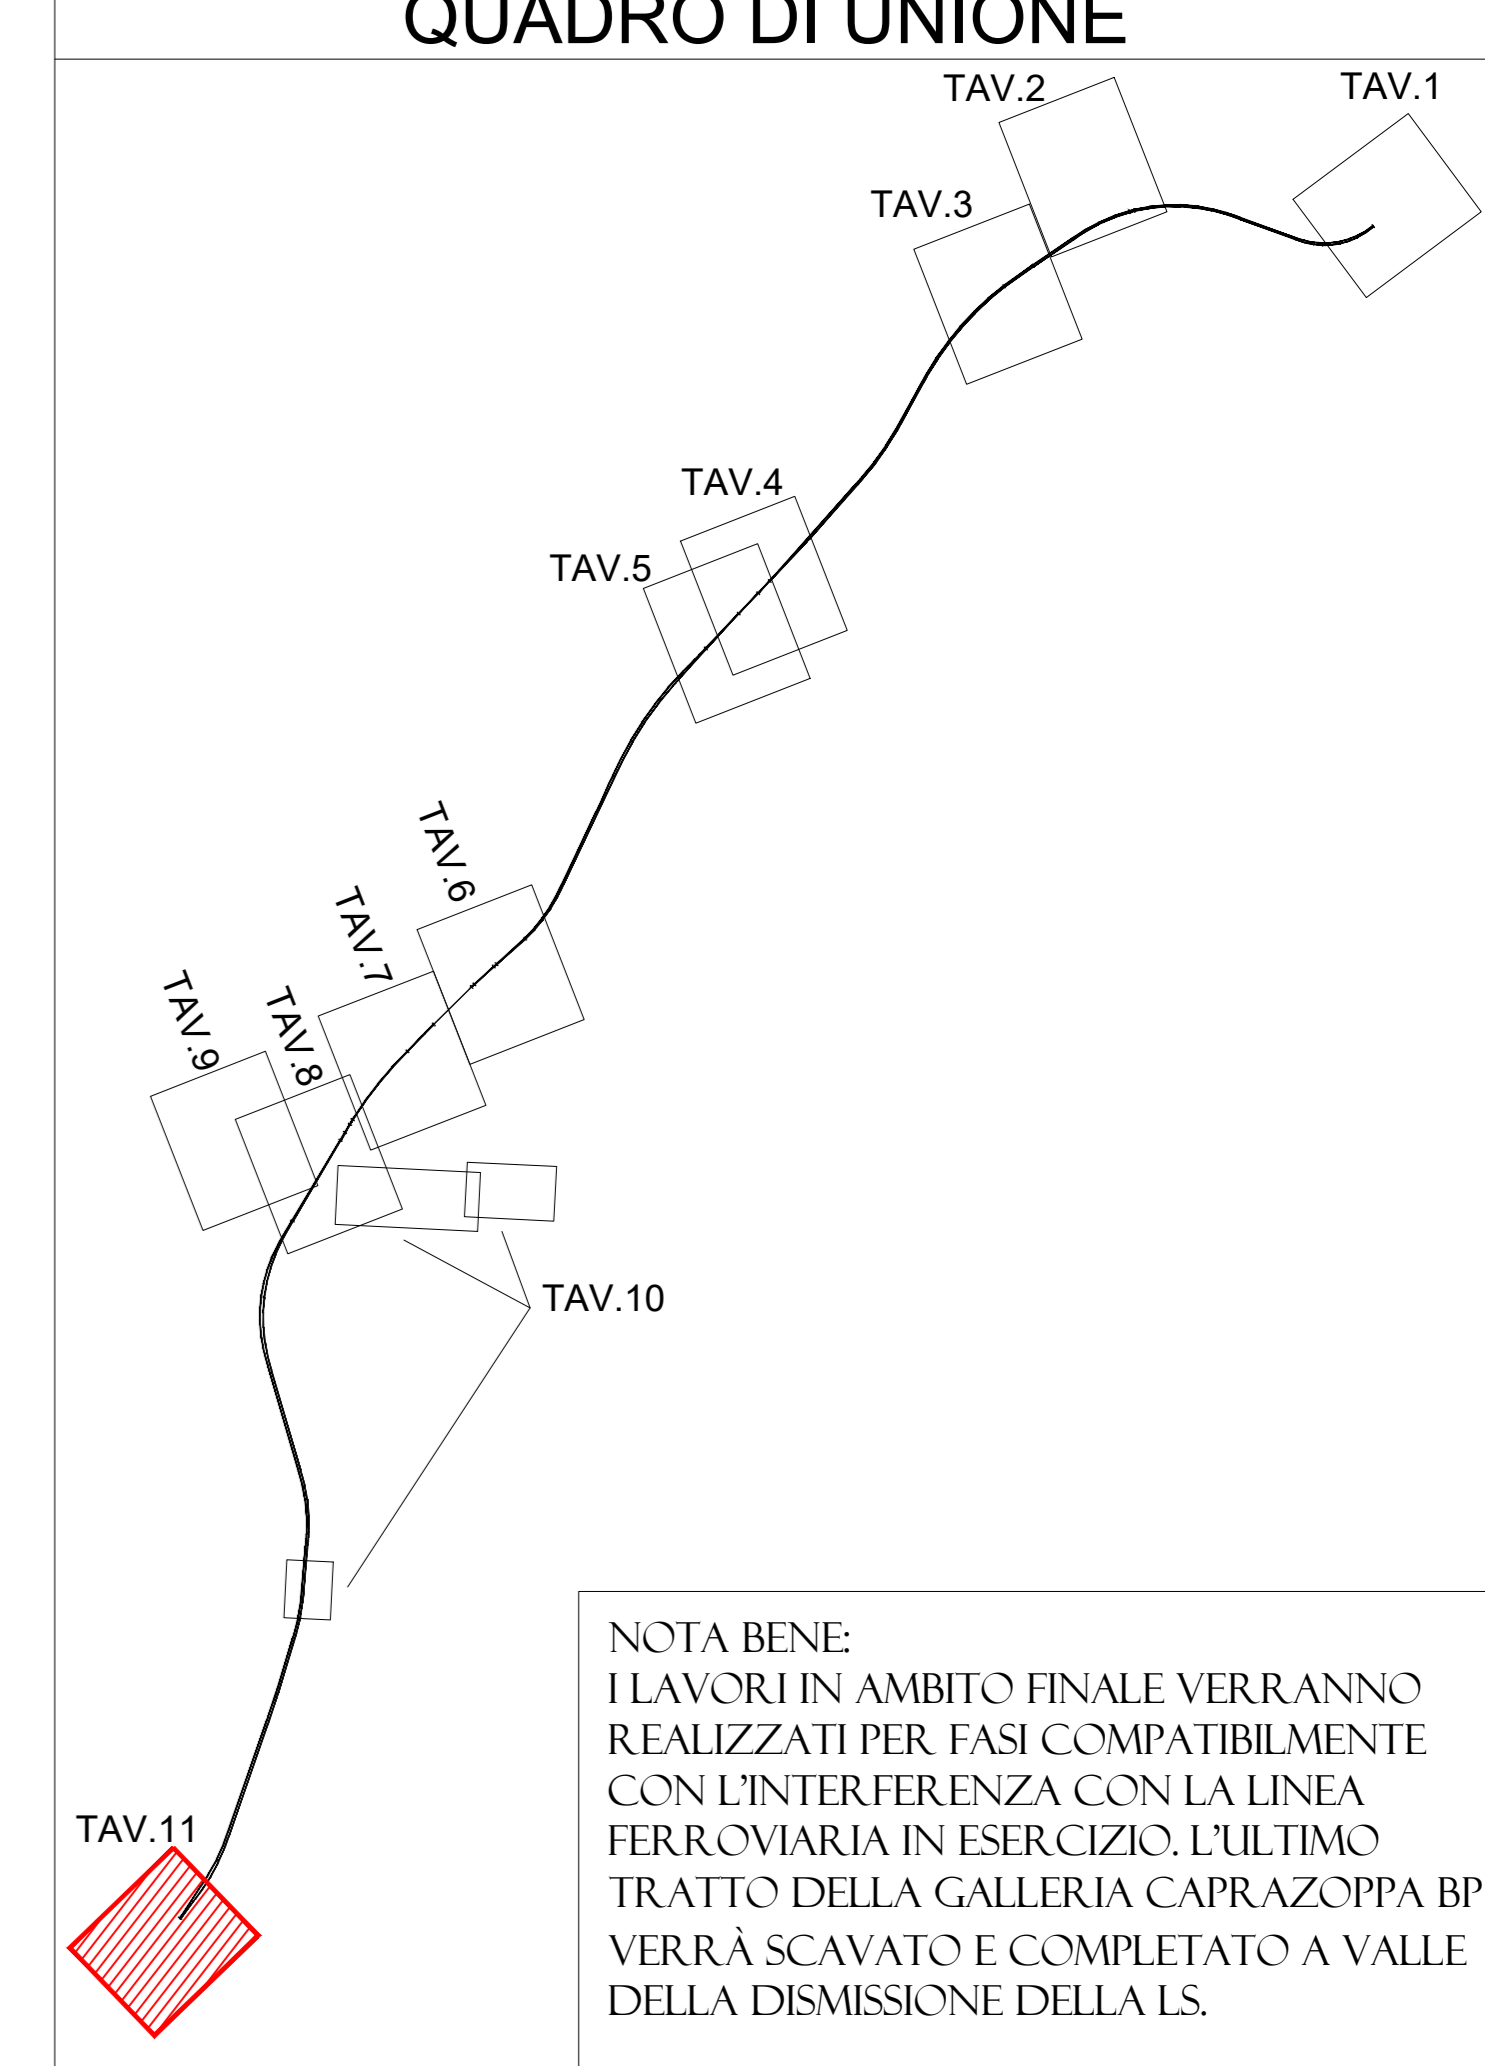 QUADRO DI UNIONE
TAV.2
TAV.1
TAV.3
TAV.4
TAV.5
TAV.6
TAV.7
TAV.9
TAV.8
TAV.10
TAV.11
NOTA BENE:
I LAVORI IN AMBITO FINALE VERRANNO
REALIZZATI PER FASI COMPATIBILMENTE
CON L'INTERFERENZA CON LA LINEA
FERROVIARIA IN ESERCIZIO. L'ULTIMO
TRATTO DELLA GALLERIA CAPRAZOPPA BP
VERRÀ SCAVATO E COMPLETATO A VALLE
DELLA DISMISSIONE DELLA LS.